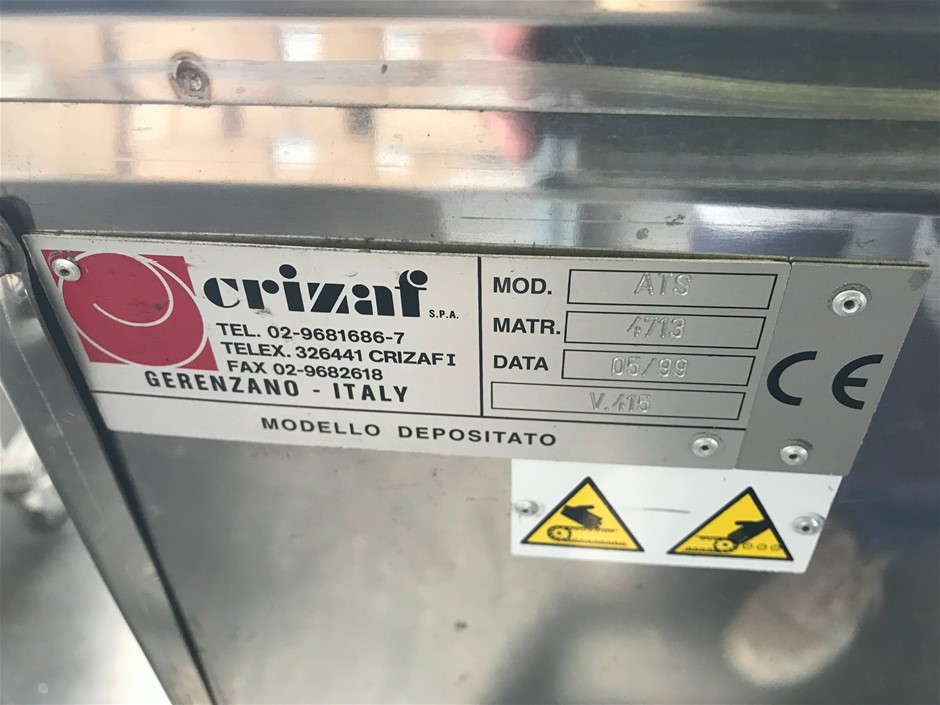 crizaf S.P.A.
TEL. 02-9681686-7
TELEX. 326441 CRIZAF I
FAX 02-9682618
GERENZANO - ITALY
MODELLO DEPOSITATO
MOD. ATS
MATR. 4713
DATA 05/99
V.415
CE